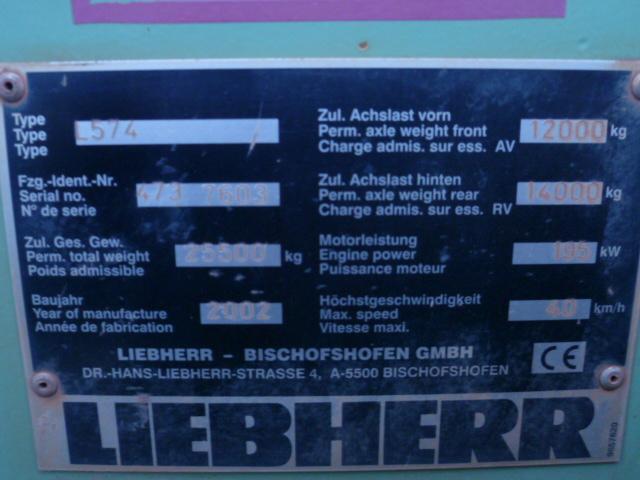 Type
Type L574
Type
Fzg.-Ident.-Nr.
Serial no. 473 7603
N° de serie
Zul. Ges. Gew.
Perm. total weight 25500 kg
Poids admissible
Baujahr
Year of manufacture 2002
Année de fabrication
Zul. Achslast vorn
Perm. axle weight front 12000 kg
Charge admis. sur ess. AV
Zul. Achslast hinten
Perm. axle weight rear 14000 kg
Charge admis. sur ess. RV
Motorleistung
Engine power 195 kW
Puissance moteur
Höchstgeschwindigkeit
Max. speed 40 km/h
Vitesse maxi.
LIEBHERR - BISCHOFSHOFEN GMBH
DR.-HANS-LIEBHERR-STRASSE 4, A-5500 BISCHOFSHOFEN
CE
LIEBHERR